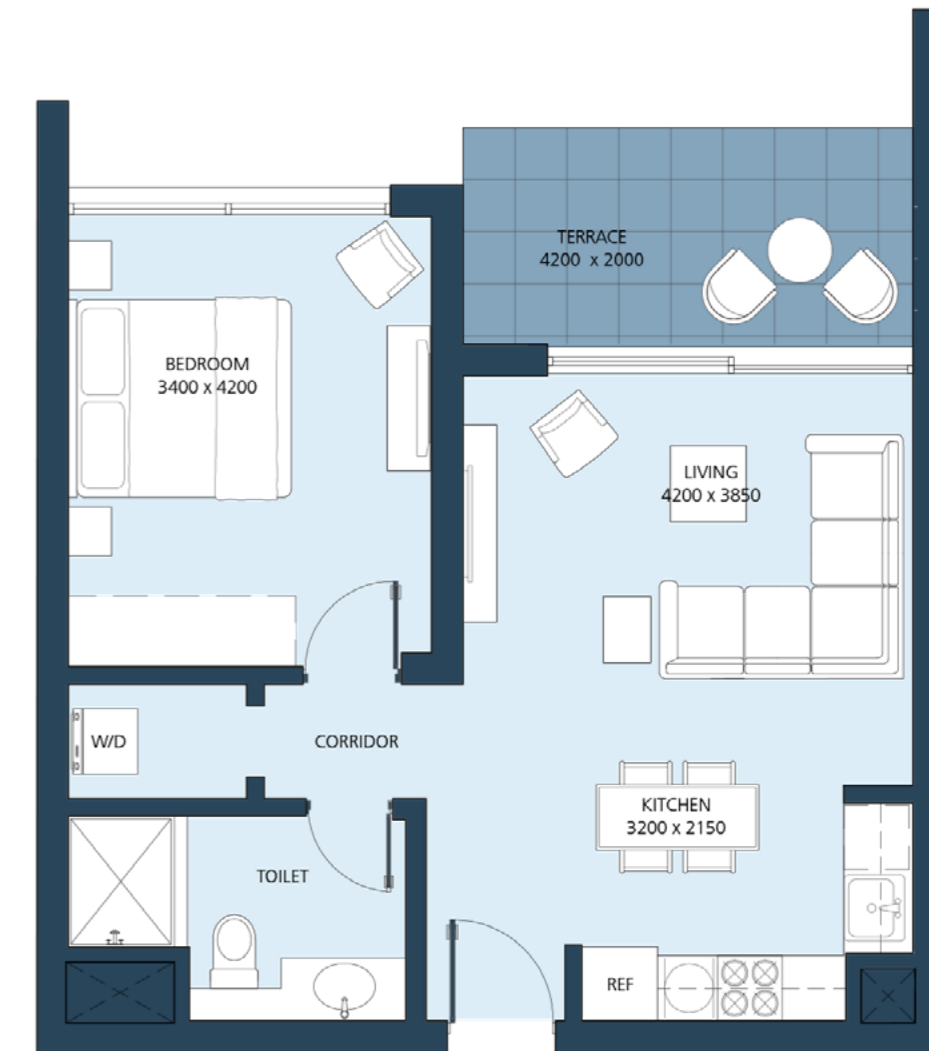 TERRACE
4200 x 2000
BEDROOM
3400 x 4200
LIVING
4200 x 3850
W/D
CORRIDOR
KITCHEN
3200 x 2150
TOILET
REF